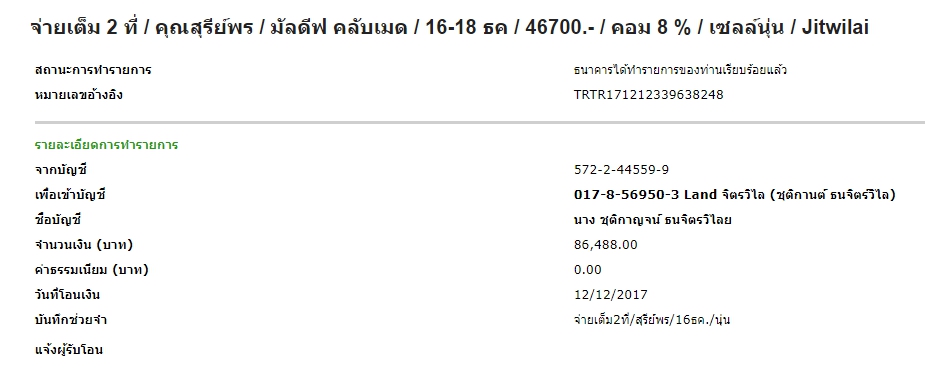 จ่ายเต็ม 2 ที่ / คุณสุรีย์พร / มัลดีฟ คลับเมด / 16-18 ธค / 46700.- / คอม 8 % / เซลล์นุ่น / Jitwilai
สถานะการทำรายการ ธนาคารได้ทำรายการของท่านเรียบร้อยแล้ว
หมายเลขอ้างอิง TRTR171212339638248
รายละเอียดการทำรายการ
จากบัญชี 572-2-44559-9
เพื่อเข้าบัญชี 017-8-56950-3 Land จิตรวิไล (ชุติกานต์ ธนจิตร์วิไล)
ชื่อบัญชี นาง ชุติกาญจน์ ธนจิตรวิไลย
จำนวนเงิน (บาท) 86,488.00
ค่าธรรมเนียม (บาท) 0.00
วันที่โอนเงิน 12/12/2017
บันทึกช่วยจำ จ่ายเต็ม2ที่/สุรีย์พร/16ธค./นุ่น
แจ้งผู้รับโอน